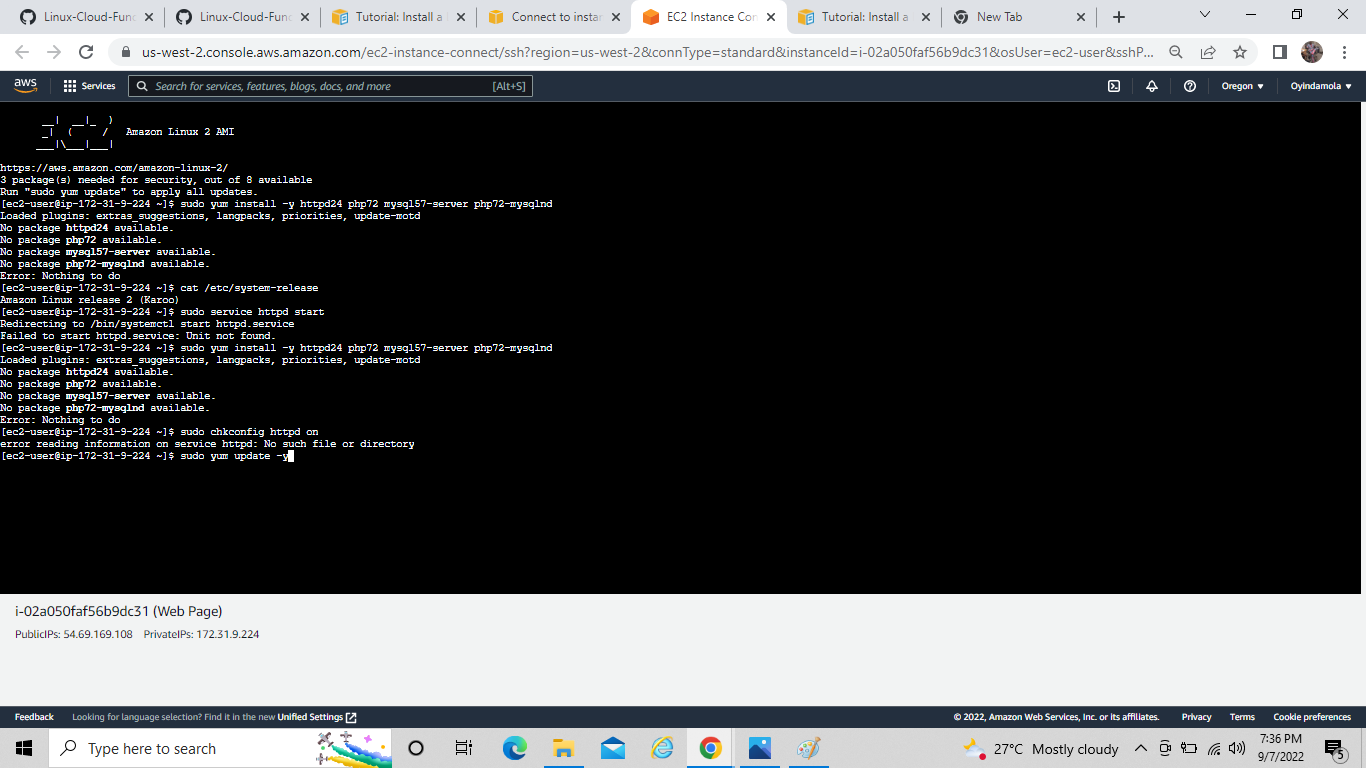 Linux-Cloud-Func
Linux-Cloud-Func
Tutorial: Install a
Connect to instan
EC2 Instance Con
Tutorial: Install a
New Tab
us-west-2.console.aws.amazon.com/ec2-instance-connect/ssh?region=us-west-2&connType=standard&instanceId=i-02a050faf56b9dc31&osUser=ec2-user&sshP...
aws
Services
Search for services, features, blogs, docs, and more
[Alt+S]
Oregon
Oyindamola
__|  __|_  )
_|  (     /   Amazon Linux 2 AMI
___|\___|___|
https://aws.amazon.com/amazon-linux-2/
3 package(s) needed for security, out of 8 available
Run "sudo yum update" to apply all updates.
[ec2-user@ip-172-31-9-224 ~]$ sudo yum install -y httpd24 php72 mysql57-server php72-mysqlnd
Loaded plugins: extras_suggestions, langpacks, priorities, update-motd
No package httpd24 available.
No package php72 available.
No package mysql57-server available.
No package php72-mysqlnd available.
Error: Nothing to do
[ec2-user@ip-172-31-9-224 ~]$ cat /etc/system-release
Amazon Linux release 2 (Karoo)
[ec2-user@ip-172-31-9-224 ~]$ sudo service httpd start
Redirecting to /bin/systemctl start httpd.service
Failed to start httpd.service: Unit not found.
[ec2-user@ip-172-31-9-224 ~]$ sudo yum install -y httpd24 php72 mysql57-server php72-mysqlnd
Loaded plugins: extras_suggestions, langpacks, priorities, update-motd
No package httpd24 available.
No package php72 available.
No package mysql57-server available.
No package php72-mysqlnd available.
Error: Nothing to do
[ec2-user@ip-172-31-9-224 ~]$ sudo chkconfig httpd on
error reading information on service httpd: No such file or directory
[ec2-user@ip-172-31-9-224 ~]$ sudo yum update -y
i-02a050faf56b9dc31 (Web Page)
PublicIPs: 54.69.169.108 PrivateIPs: 172.31.9.224
Feedback
Looking for language selection? Find it in the new Unified Settings
© 2022, Amazon Web Services, Inc. or its affiliates.
Privacy
Terms
Cookie preferences
Type here to search
27°C Mostly cloudy
7:36 PM
9/7/2022
5